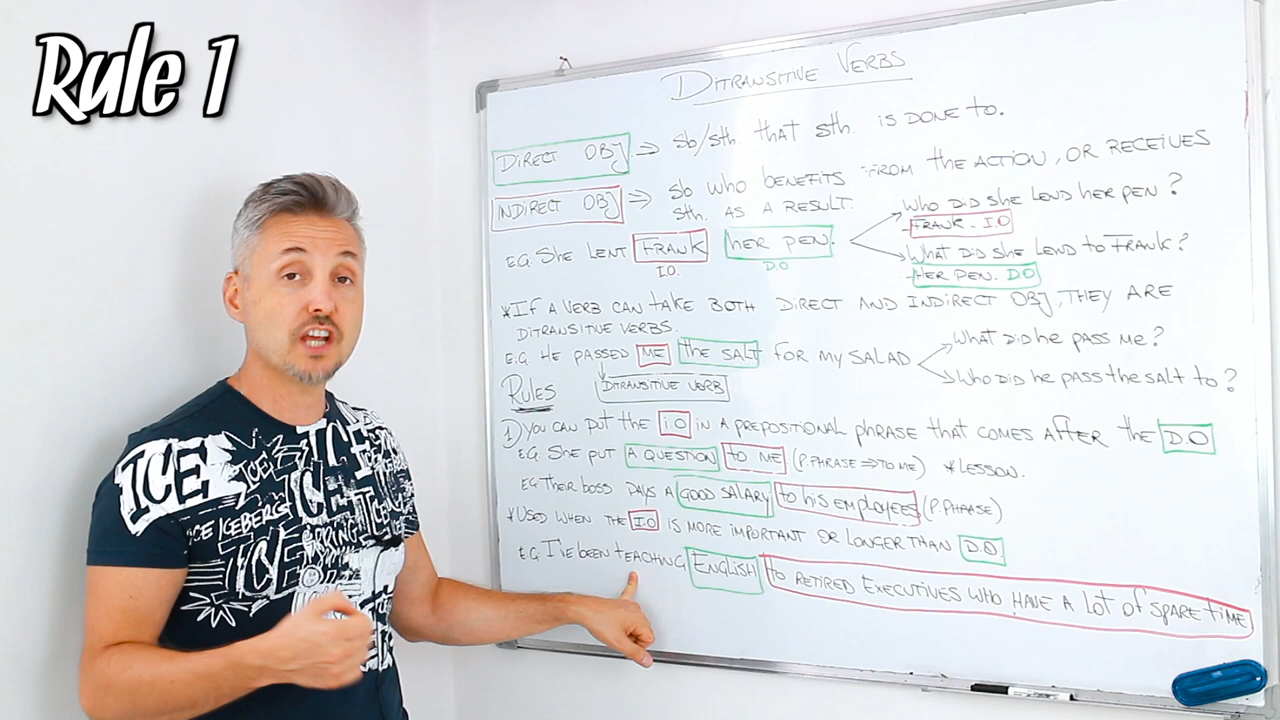 Rule 1
DITRANSITIVE VERBS
DIRECT OBJ → sb/sth that sth. IS DONE TO.
INDIRECT OBJ → sb WHO BENEFITS FROM the ACTION, OR RECEIVES
sth. AS A RESULT.
E.G. SHE LENT FRANK her PEN.
I.O. D.O
WHO DID SHE LEND HER PEN?
- FRANK - I.O
WHAT DID SHE LEND TO FRANK?
- HER PEN. D.O
*IF A VERB CAN TAKE BOTH DIRECT AND INDIRECT OBJ, THEY ARE
DITRANSITIVE VERBS.
E.G. HE PASSED ME THE SALT FOR MY SALAD
WHAT DID HE PASS ME?
WHO DID HE PASS THE SALT TO?
DITRANSITIVE VERB
RULES
1) YOU CAN PUT THE I.O IN A PREPOSITIONAL PHRASE THAT COMES AFTER the D.O
E.G. SHE PUT A QUESTION TO ME (P.PHRASE ⇒ TO ME) *LESSON.
E.G. THEIR BOSS PAYS A GOOD SALARY to his employees (P.PHRASE)
*USED WHEN THE I.O IS MORE IMPORTANT OR LONGER THAN D.O
E.G. I'VE BEEN TEACHING ENGLISH TO RETIRED EXECUTIVES WHO HAVE A LOT OF SPARE TIME
ICE
ICE
ICE
ICE/ICEBERG